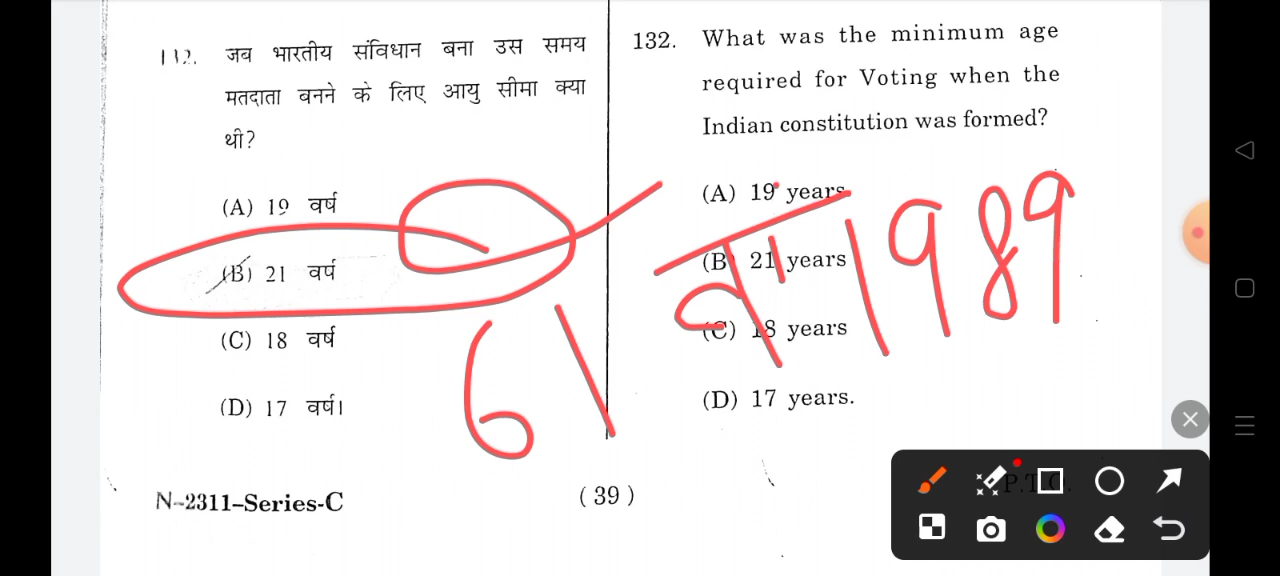 112. जब भारतीय संविधान बना उस समय
मतदाता बनने के लिए आयु सीमा क्या
थी?
(A) 19 वर्ष
(B) 21 वर्ष
(C) 18 वर्ष
(D) 17 वर्ष।
132. What was the minimum age
required for Voting when the
Indian constitution was formed?
(A) 19 years
(B) 21 years
(C) 18 years
(D) 17 years.
61 वां 1989
N-2311-Series-C
( 39 )
P.T.O.